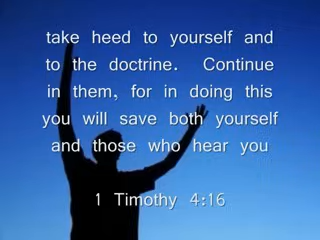 take heed to yourself and
to the doctrine. Continue
in them, for in doing this
you will save both yourself
and those who hear you
1 Timothy 4:16